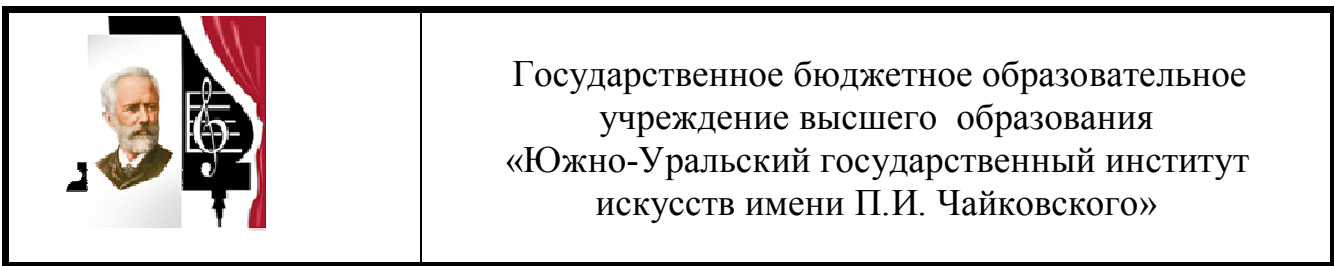 Государственное бюджетное образовательное
учреждение высшего образования
«Южно-Уральский государственный институт
искусств имени П.И. Чайковского»